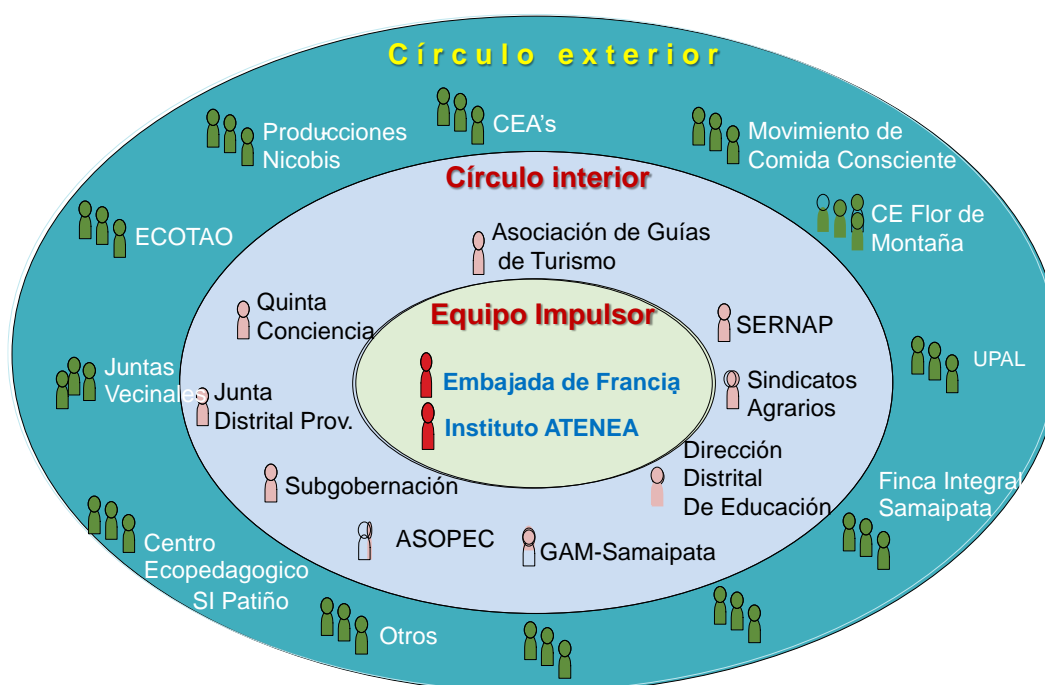 Círculo exterior
Producciones
Nicobis
CEA's
Movimiento de
Comida Consciente
Círculo interior
ECOTAO
Asociación de Guías
de Turismo
CE Flor de
Montaña
Quinta
Conciencia
Equipo Impulsor
SERNAP
Juntas
Vecinales
Junta
Distrital Prov.
Embajada de Francia
Instituto ATENEA
Sindicatos
Agrarios
UPAL
Subgobernación
Dirección
Distrital
De Educación
Finca Integral
Samaipata
ASOPEC
GAM-Samaipata
Centro
Ecopedagogico
SI Patiño
Otros